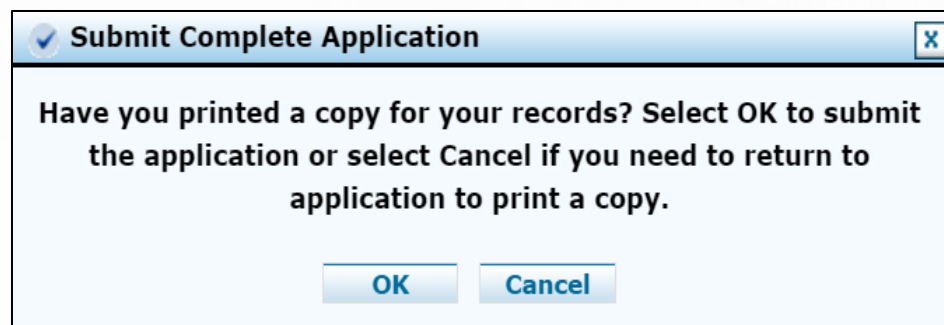 Submit Complete Application
X
Have you printed a copy for your records? Select OK to submit
the application or select Cancel if you need to return to
application to print a copy.
OK Cancel